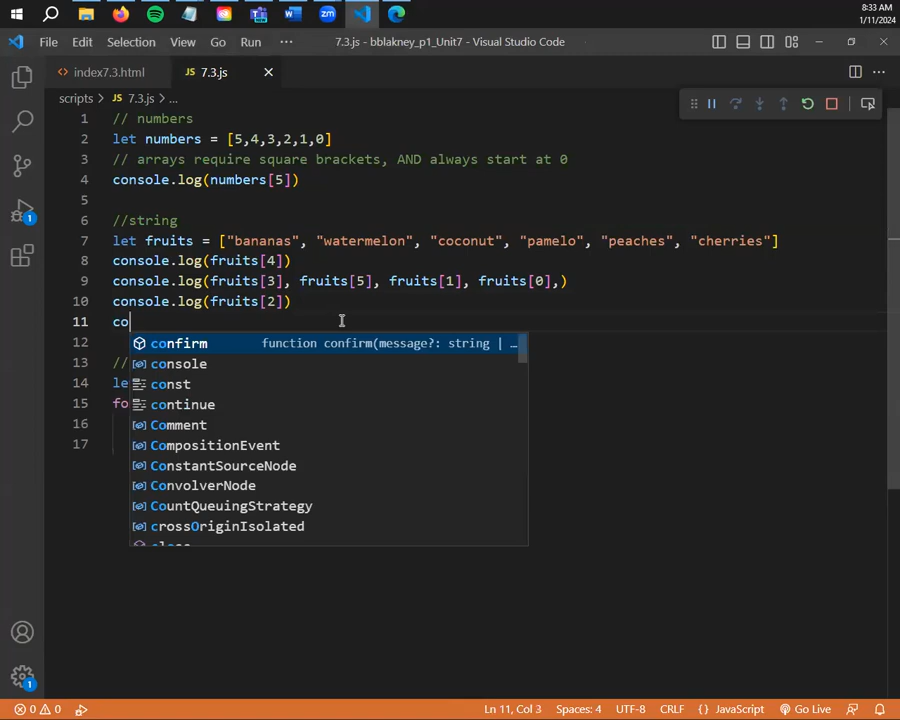 8:33 AM
1/11/2024
File Edit Selection View Go Run ··· 7.3.js - bblakney_p1_Unit7 - Visual Studio Code
index7.3.html JS 7.3.js
scripts > JS 7.3.js > ...
1 // numbers
2 let numbers = [5,4,3,2,1,0]
3 // arrays require square brackets, AND always start at 0
4 console.log(numbers[5])
5
6 //string
7 let fruits = ["bananas", "watermelon", "coconut", "pamelo", "peaches", "cherries"]
8 console.log(fruits[4])
9 console.log(fruits[3], fruits[5], fruits[1], fruits[0],)
10 console.log(fruits[2])
11 co
12 confirm function confirm(message?: string | …
13 // console
14 le const
15 fo continue
16 Comment
17 CompositionEvent
ConstantSourceNode
ConvolverNode
CountQueuingStrategy
crossOriginIsolated
1
1
0 0 Ln 11, Col 3 Spaces: 4 UTF-8 CRLF {} JavaScript Go Live